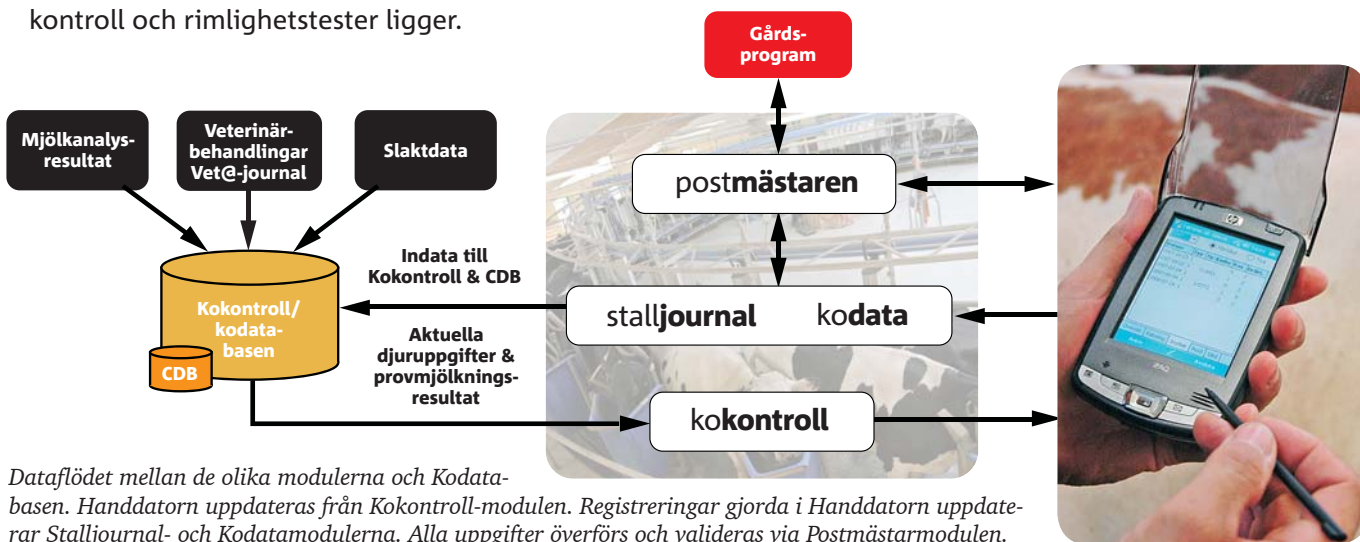 kontroll och rimlighetstester ligger.
Gårds-
program
Mjölkanalys-
resultat
Veterinär-
behandlingar
Vet@-journal
Slaktdata
postmästaren
Indata till
Kokontroll & CDB
Kokontroll/
kodata-
basen
CDB
stalljournal kodata
Aktuella
djuruppgifter &
provmjölknings-
resultat
kokontroll
hp
iPAQ
Dataflödet mellan de olika modulerna och Kodata-
basen. Handdatorn uppdateras från Kokontroll-modulen. Registreringar gjorda i Handdatorn uppdate-
rar Stalljournal- och Kodatamodulerna. Alla uppgifter överförs och valideras via Postmästarmodulen.